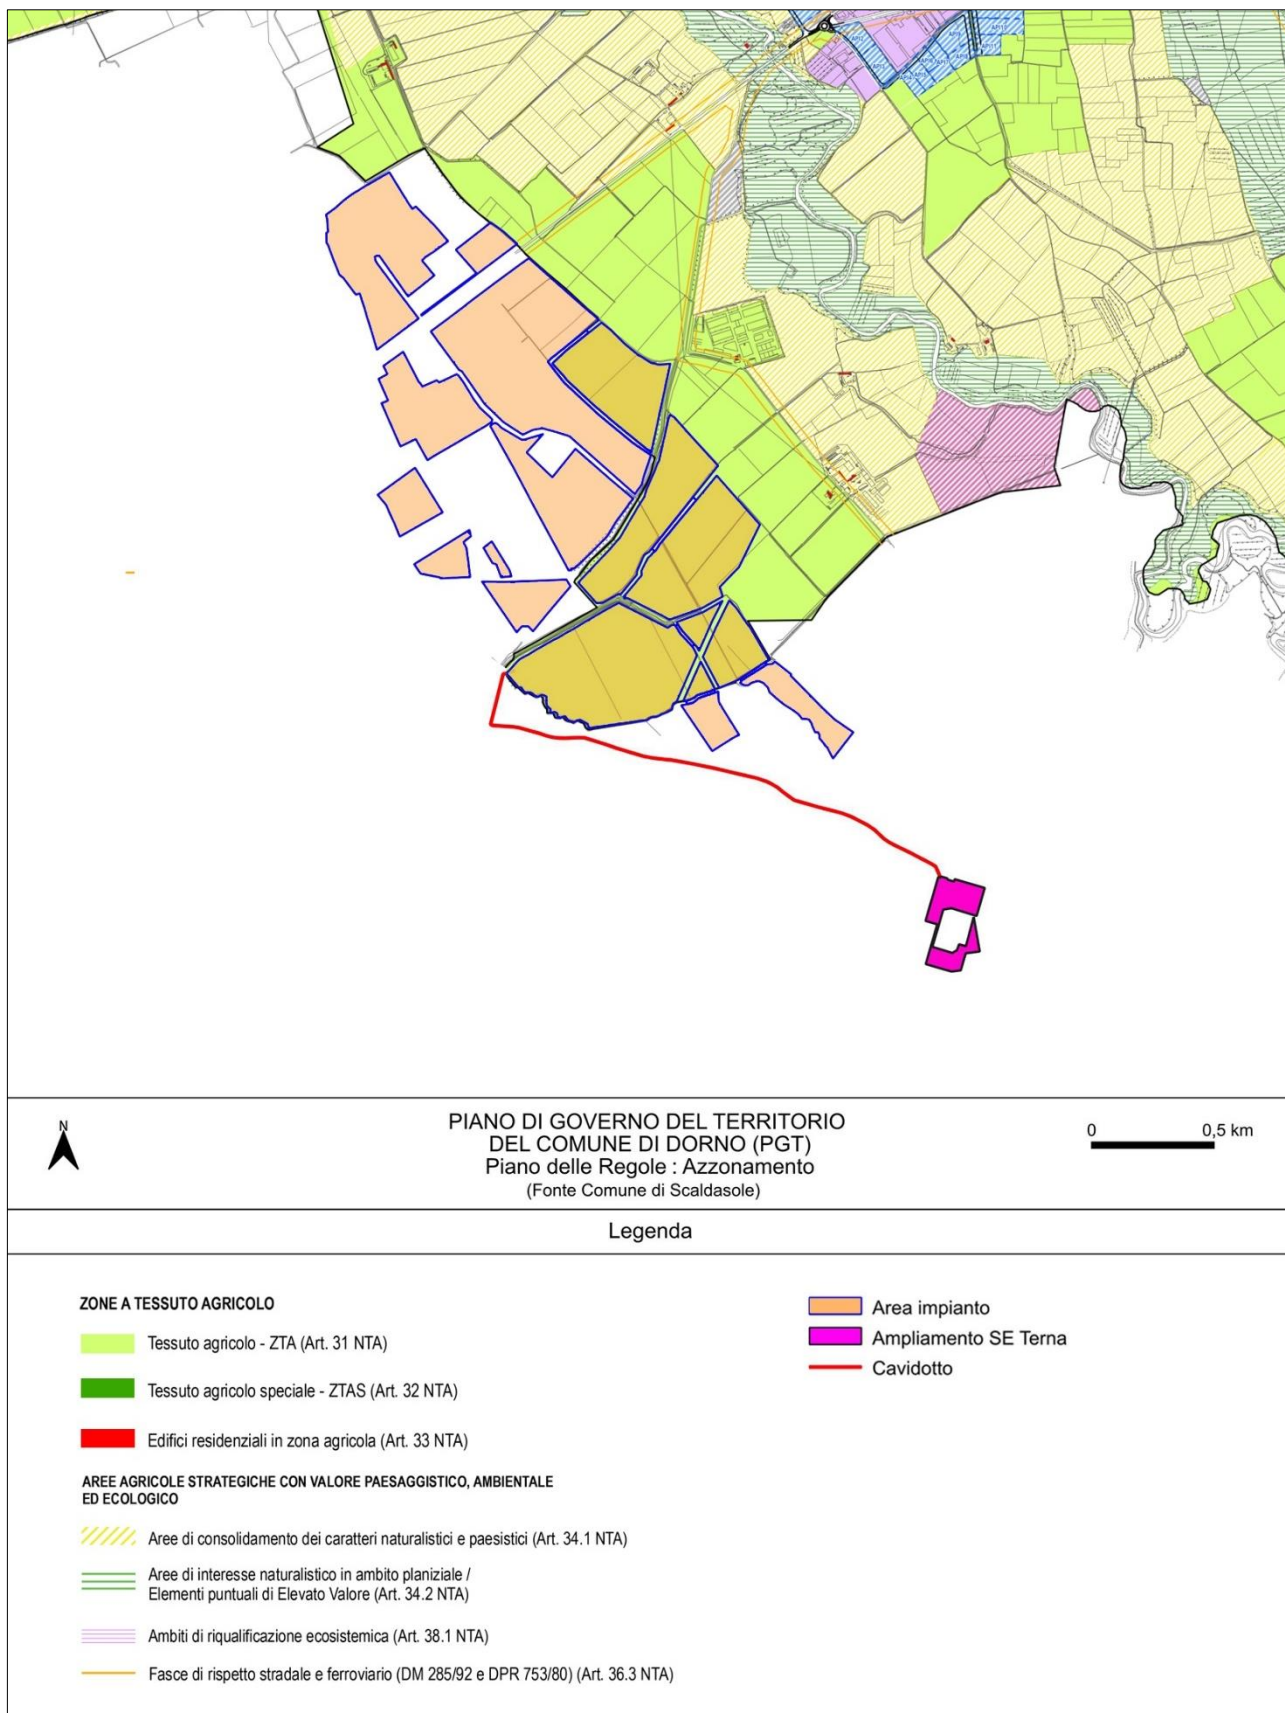 N
PIANO DI GOVERNO DEL TERRITORIO
DEL COMUNE DI DORNO (PGT)
Piano delle Regole : Azzonamento
(Fonte Comune di Scaldasole)
0 0,5 km
Legenda
ZONE A TESSUTO AGRICOLO
Tessuto agricolo - ZTA (Art. 31 NTA)
Tessuto agricolo speciale - ZTAS (Art. 32 NTA)
Edifici residenziali in zona agricola (Art. 33 NTA)
AREE AGRICOLE STRATEGICHE CON VALORE PAESAGGISTICO, AMBIENTALE
ED ECOLOGICO
Aree di consolidamento dei caratteri naturalistici e paesistici (Art. 34.1 NTA)
Aree di interesse naturalistico in ambito planiziale /
Elementi puntuali di Elevato Valore (Art. 34.2 NTA)
Ambiti di riqualificazione ecosistemica (Art. 38.1 NTA)
Fasce di rispetto stradale e ferroviario (DM 285/92 e DPR 753/80) (Art. 36.3 NTA)
Area impianto
Ampliamento SE Terna
Cavidotto